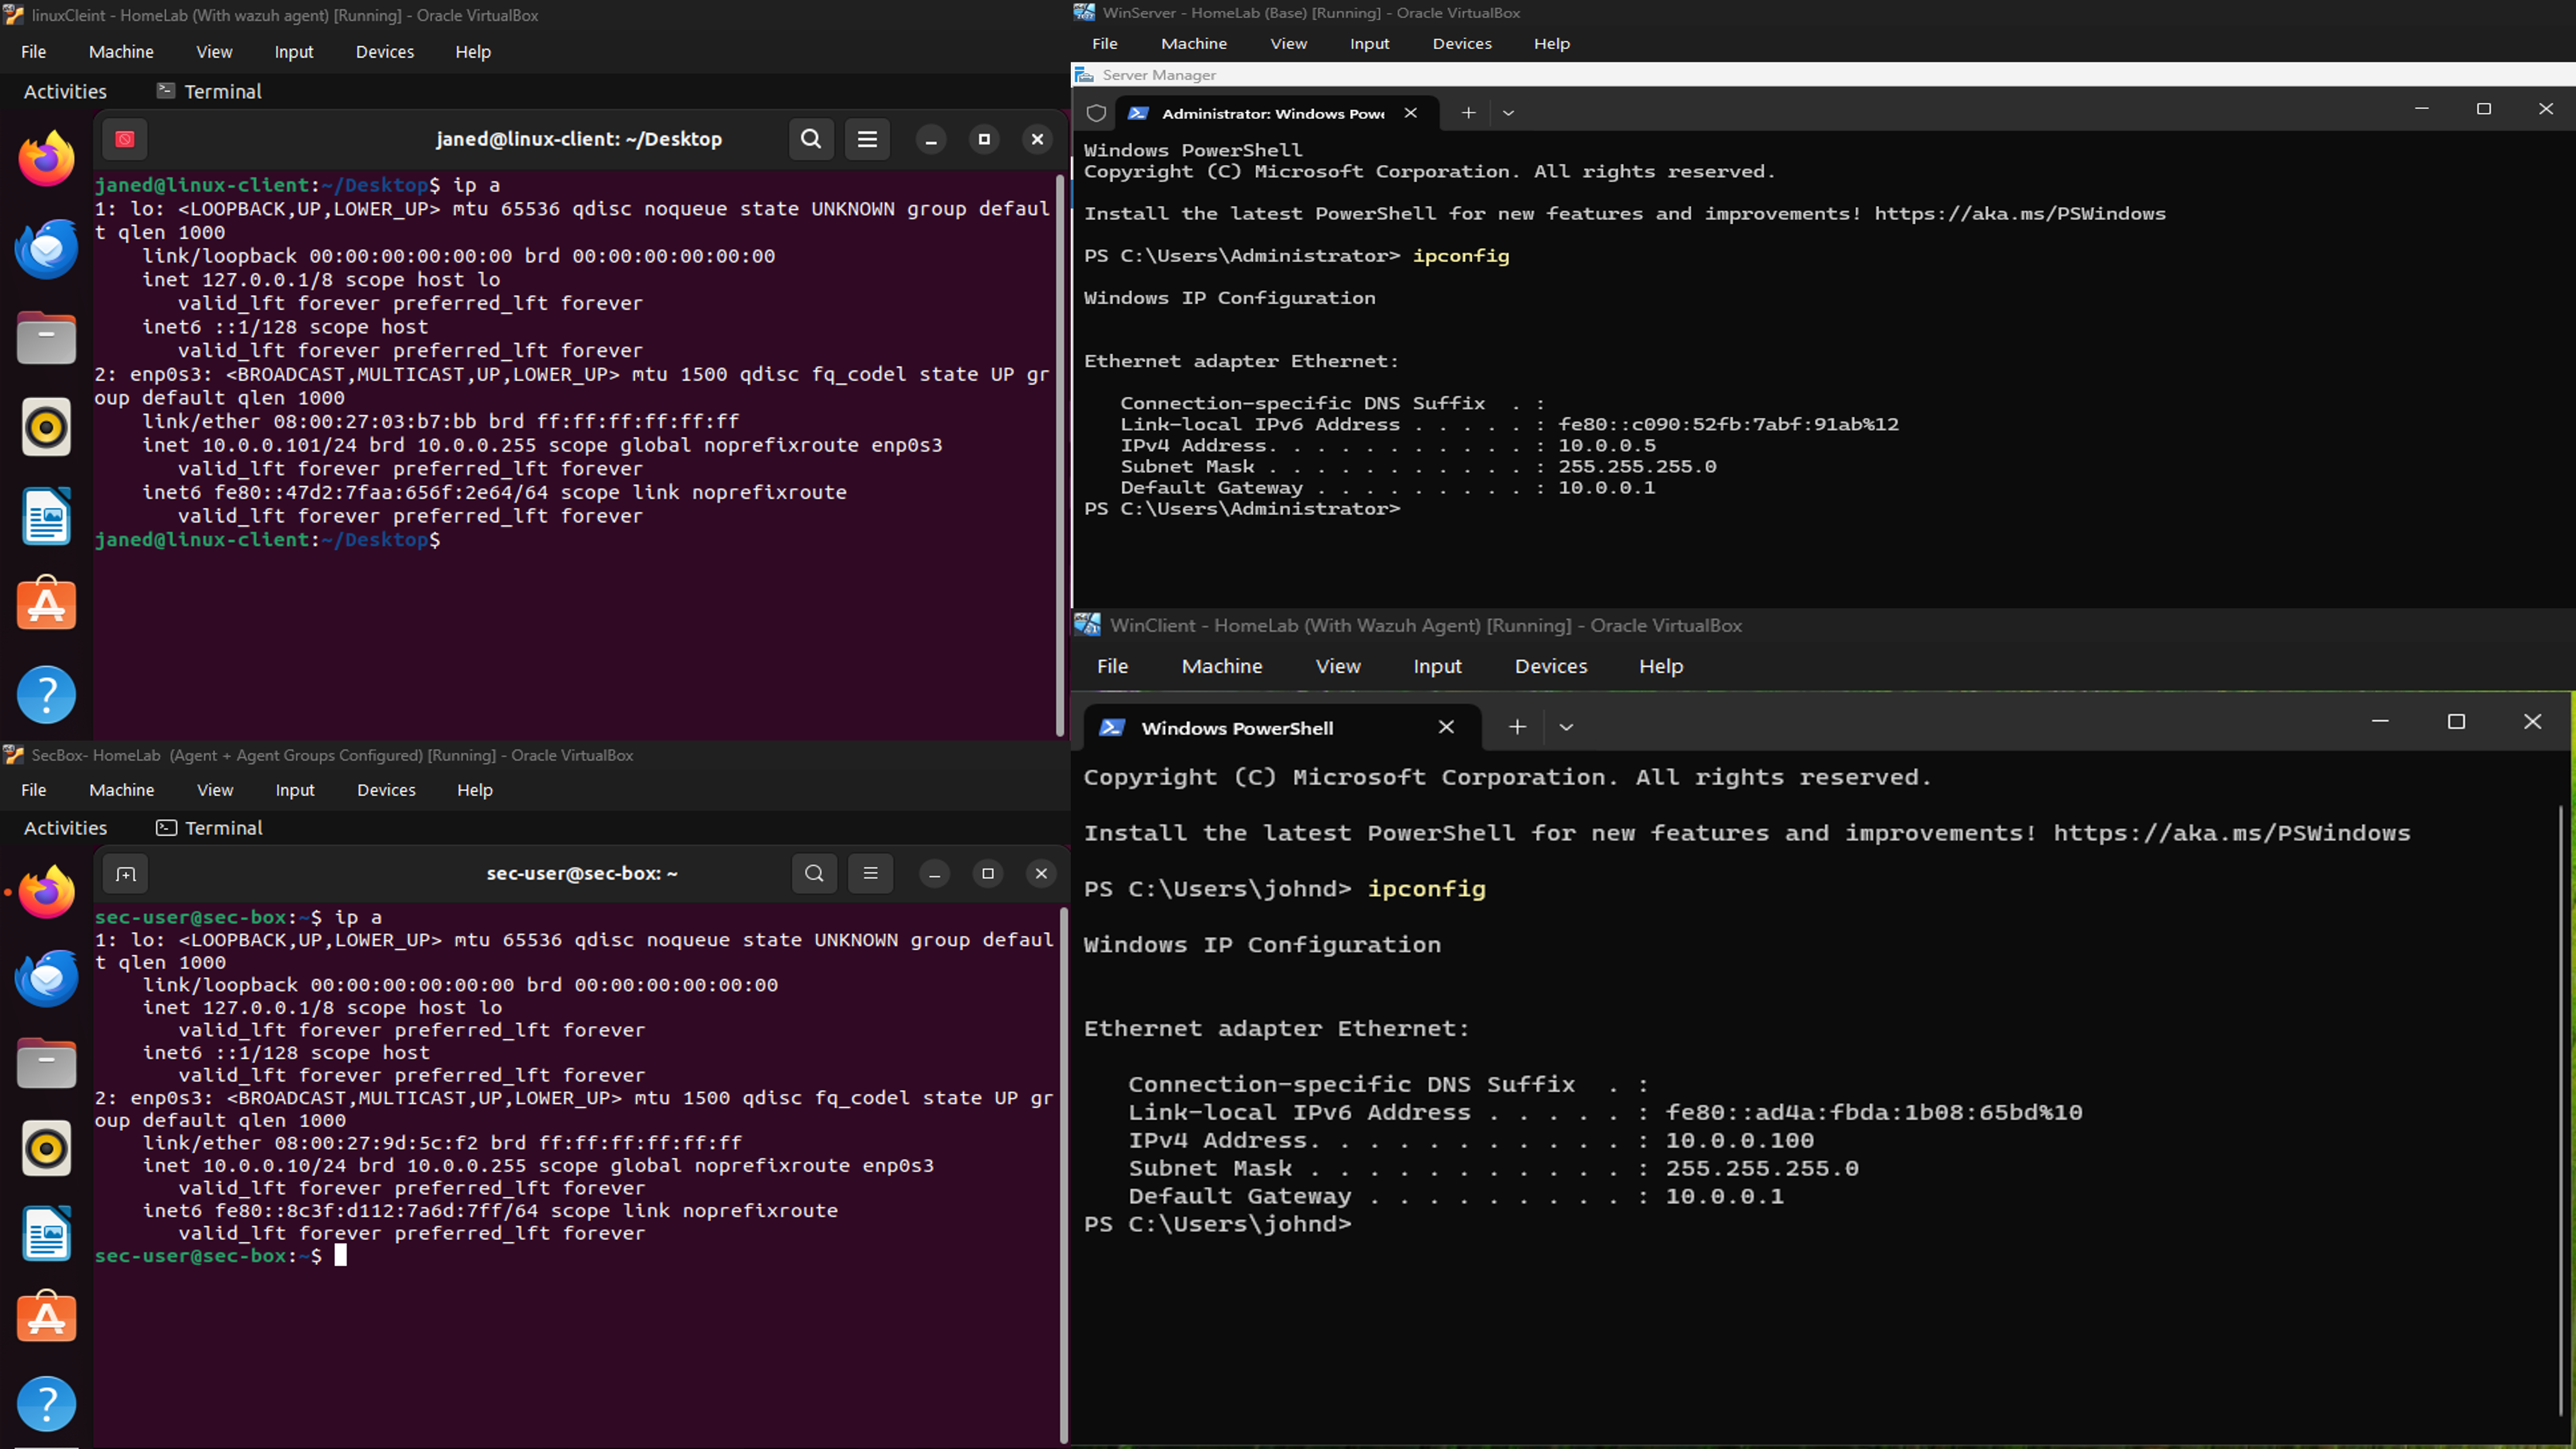 linuxCleint - HomeLab (With wazuh agent) [Running] - Oracle VirtualBox
File Machine View Input Devices Help
Activities Terminal
janed@linux-client: ~/Desktop
janed@linux-client:~/Desktop$ ip a
1: lo: <LOOPBACK,UP,LOWER_UP> mtu 65536 qdisc noqueue state UNKNOWN group defaul
t qlen 1000
link/loopback 00:00:00:00:00:00 brd 00:00:00:00:00:00
inet 127.0.0.1/8 scope host lo
valid_lft forever preferred_lft forever
inet6 ::1/128 scope host
valid_lft forever preferred_lft forever
2: enp0s3: <BROADCAST,MULTICAST,UP,LOWER_UP> mtu 1500 qdisc fq_codel state UP gr
oup default qlen 1000
link/ether 08:00:27:03:b7:bb brd ff:ff:ff:ff:ff:ff
inet 10.0.0.101/24 brd 10.0.0.255 scope global noprefixroute enp0s3
valid_lft forever preferred_lft forever
inet6 fe80::47d2:7faa:656f:2e64/64 scope link noprefixroute
valid_lft forever preferred_lft forever
janed@linux-client:~/Desktop$
WinServer - HomeLab (Base) [Running] - Oracle VirtualBox
File Machine View Input Devices Help
Server Manager
Administrator: Windows Powe
Windows PowerShell
Copyright (C) Microsoft Corporation. All rights reserved.
Install the latest PowerShell for new features and improvements! https://aka.ms/PSWindows
PS C:\Users\Administrator> ipconfig
Windows IP Configuration
Ethernet adapter Ethernet:
Connection-specific DNS Suffix . :
Link-local IPv6 Address . . . . . : fe80::c090:52fb:7abf:91ab%12
IPv4 Address. . . . . . . . . . . : 10.0.0.5
Subnet Mask . . . . . . . . . . . : 255.255.255.0
Default Gateway . . . . . . . . . : 10.0.0.1
PS C:\Users\Administrator>
SecBox- HomeLab (Agent + Agent Groups Configured) [Running] - Oracle VirtualBox
File Machine View Input Devices Help
Activities Terminal
sec-user@sec-box: ~
sec-user@sec-box:~$ ip a
1: lo: <LOOPBACK,UP,LOWER_UP> mtu 65536 qdisc noqueue state UNKNOWN group defaul
t qlen 1000
link/loopback 00:00:00:00:00:00 brd 00:00:00:00:00:00
inet 127.0.0.1/8 scope host lo
valid_lft forever preferred_lft forever
inet6 ::1/128 scope host
valid_lft forever preferred_lft forever
2: enp0s3: <BROADCAST,MULTICAST,UP,LOWER_UP> mtu 1500 qdisc fq_codel state UP gr
oup default qlen 1000
link/ether 08:00:27:9d:5c:f2 brd ff:ff:ff:ff:ff:ff
inet 10.0.0.10/24 brd 10.0.0.255 scope global noprefixroute enp0s3
valid_lft forever preferred_lft forever
inet6 fe80::8c3f:d112:7a6d:7ff/64 scope link noprefixroute
valid_lft forever preferred_lft forever
sec-user@sec-box:~$
WinClient - HomeLab (With Wazuh Agent) [Running] - Oracle VirtualBox
File Machine View Input Devices Help
Windows PowerShell
Copyright (C) Microsoft Corporation. All rights reserved.
Install the latest PowerShell for new features and improvements! https://aka.ms/PSWindows
PS C:\Users\johnd> ipconfig
Windows IP Configuration
Ethernet adapter Ethernet:
Connection-specific DNS Suffix . :
Link-local IPv6 Address . . . . . : fe80::ad4a:fbda:1b08:65bd%10
IPv4 Address. . . . . . . . . . . : 10.0.0.100
Subnet Mask . . . . . . . . . . . : 255.255.255.0
Default Gateway . . . . . . . . . : 10.0.0.1
PS C:\Users\johnd>